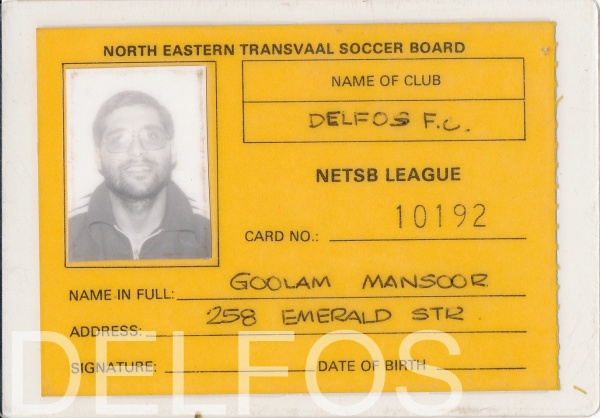 NORTH EASTERN TRANSVAAL SOCCER BOARD
NAME OF CLUB
DELFOS F.C.
NETSB LEAGUE
CARD NO.: 10192
NAME IN FULL: GOOLAM MANSOOR
ADDRESS: 258 EMERALD STR
SIGNATURE: DATE OF BIRTH
DELFOS